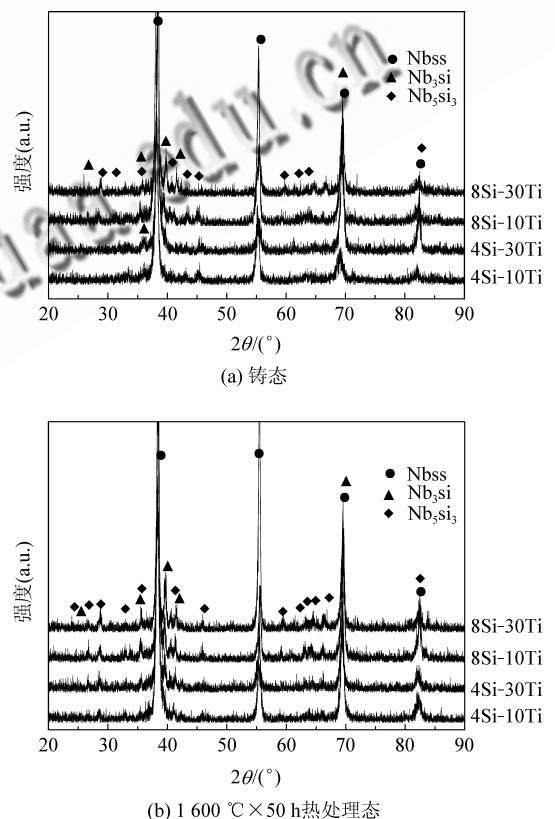 强度(a.u.)
● Nbss
▲ Nb₃si
◆ Nb₅si₃
8Si-30Ti
8Si-10Ti
4Si-30Ti
4Si-10Ti
20 30 40 50 60 70 80 90
2θ/(°)
(a) 铸态
强度(a.u.)
● Nbss
▲ Nb₃si
◆ Nb₅si₃
8Si-30Ti
8Si-10Ti
4Si-30Ti
4Si-10Ti
20 30 40 50 60 70 80 90
2θ/(°)
(b) 1 600 ℃×50 h热处理态